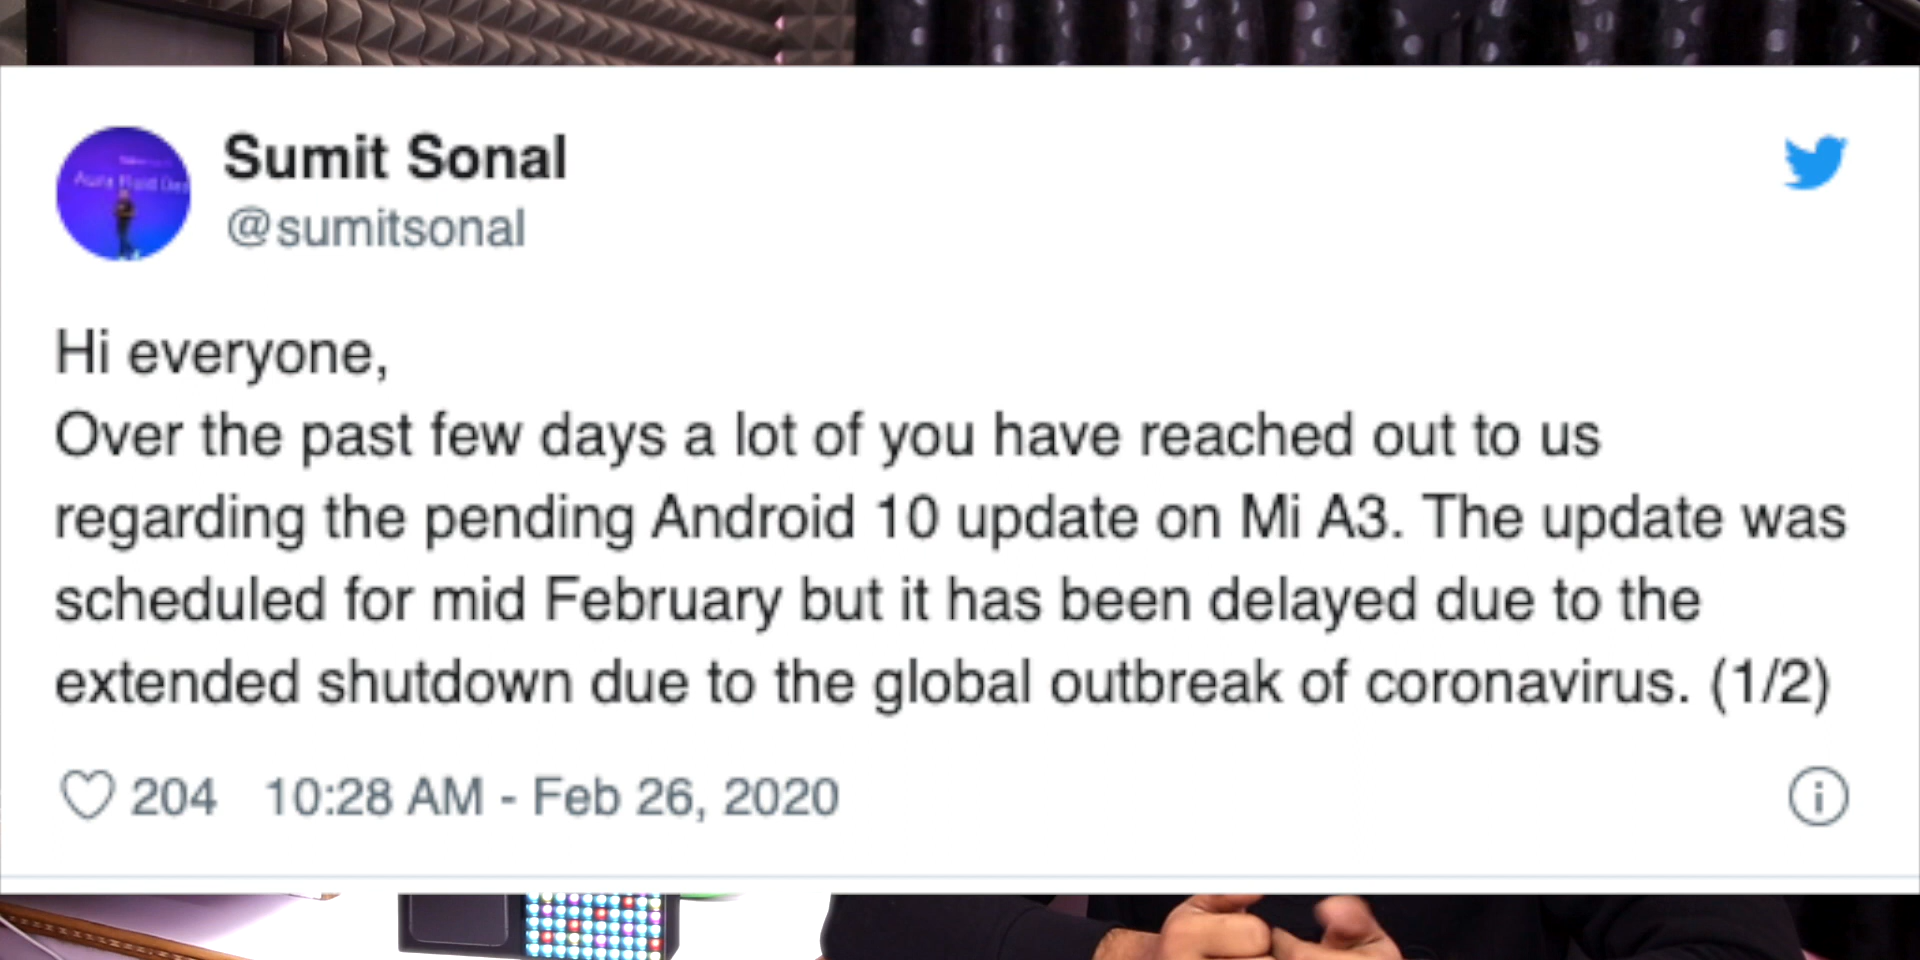 Sumit Sonal
@sumitsonal
Hi everyone,
Over the past few days a lot of you have reached out to us
regarding the pending Android 10 update on Mi A3. The update was
scheduled for mid February but it has been delayed due to the
extended shutdown due to the global outbreak of coronavirus. (1/2)
204 10:28 AM - Feb 26, 2020